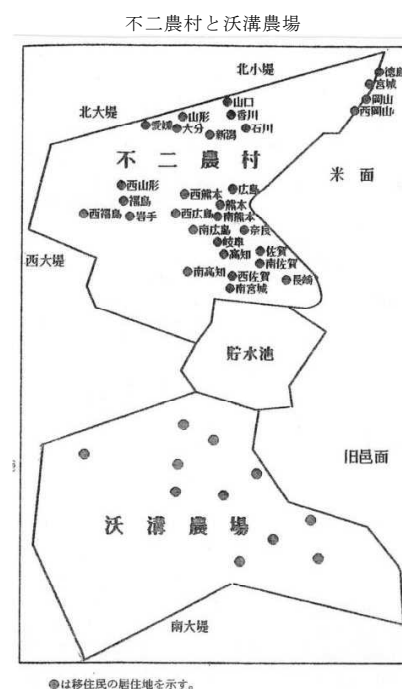 不二農村と沃溝農場
北小堤
徳島
宮城
岡山
西岡山
山口
北大堤
山形
香川
愛媛
大分
石川
新潟
不二農村
米面
西山形
広島
西熊本
福島
熊本
西福島
岩手
西広島
南熊本
南広島
奈良
岐阜
佐賀
高知
西大堤
南佐賀
南高知
西佐賀
長崎
南宮城
貯水池
旧邑面
沃溝農場
南大堤
●は移住民の居住地を示す。